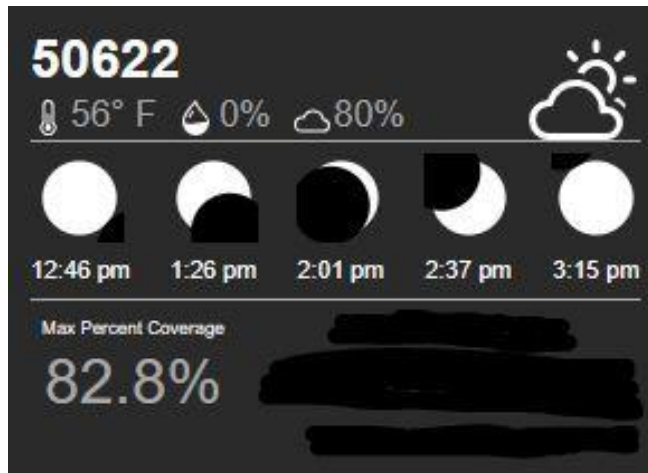 50622
56° F 0% 80%
12:46 pm 1:26 pm 2:01 pm 2:37 pm 3:15 pm
Max Percent Coverage
82.8%